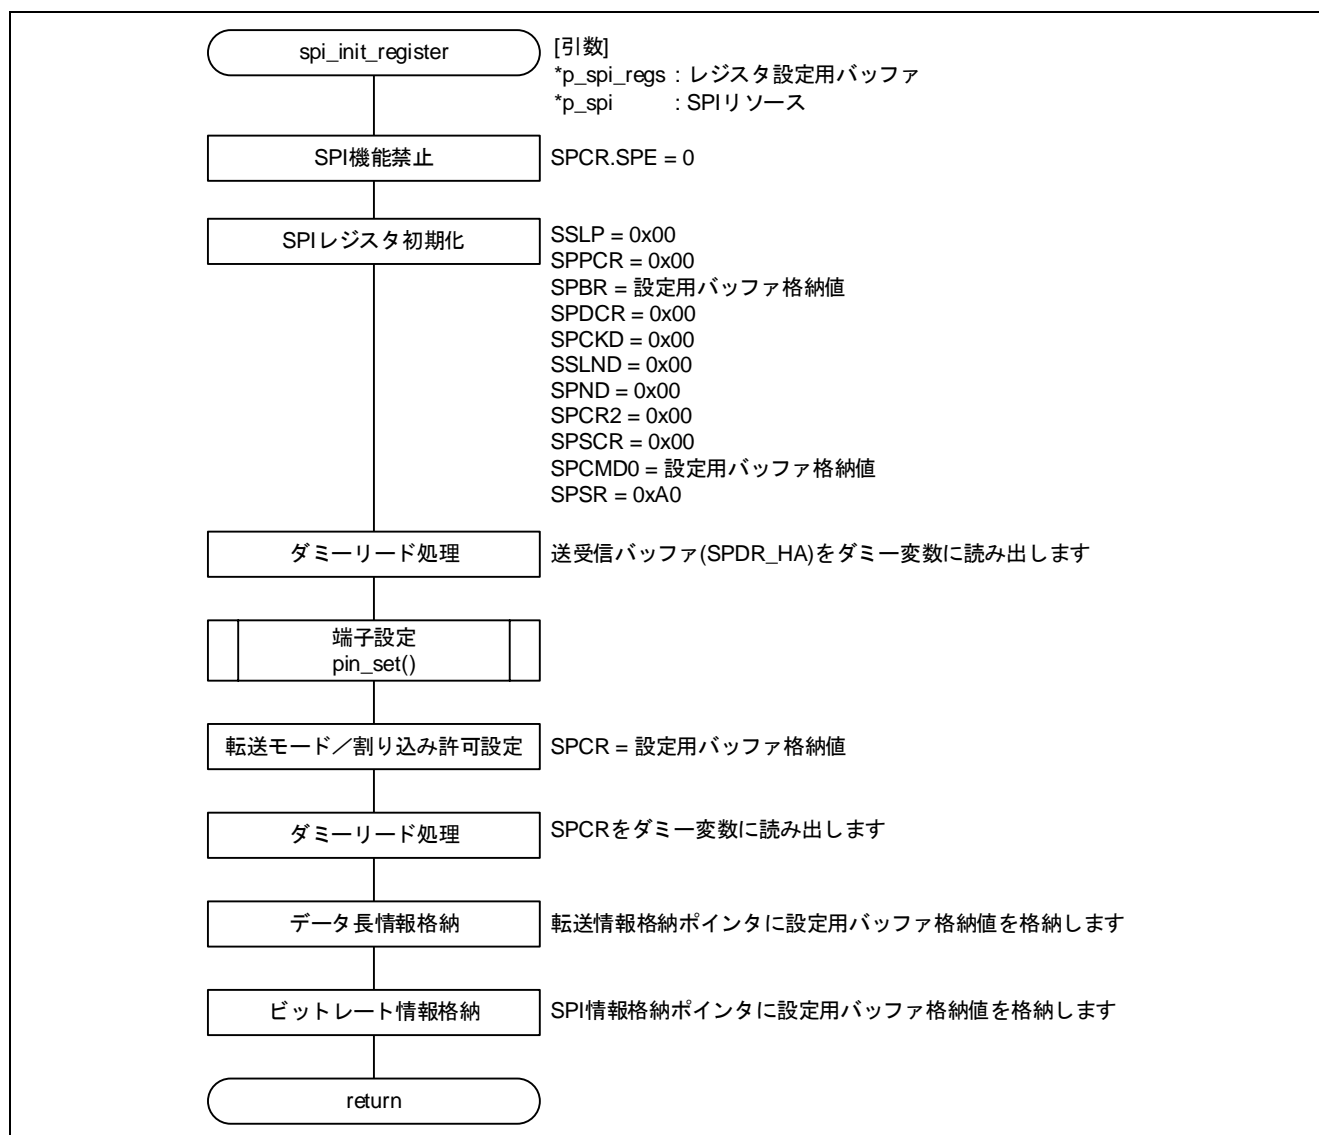 spi_init_register
[引数]
*p_spi_regs : レジスタ設定用バッファ
*p_spi : SPIリソース
SPI機能禁止
SPCR.SPE = 0
SPIレジスタ初期化
SSLP = 0x00
SPPCR = 0x00
SPBR = 設定用バッファ格納値
SPDCR = 0x00
SPCKD = 0x00
SSLND = 0x00
SPND = 0x00
SPCR2 = 0x00
SPSCR = 0x00
SPCMD0 = 設定用バッファ格納値
SPSR = 0xA0
ダミーリード処理
送受信バッファ(SPDR_HA)をダミー変数に読み出します
端子設定
pin_set()
転送モード／割り込み許可設定
SPCR = 設定用バッファ格納値
ダミーリード処理
SPCRをダミー変数に読み出します
データ長情報格納
転送情報格納ポインタに設定用バッファ格納値を格納します
ビットレート情報格納
SPI情報格納ポインタに設定用バッファ格納値を格納します
return